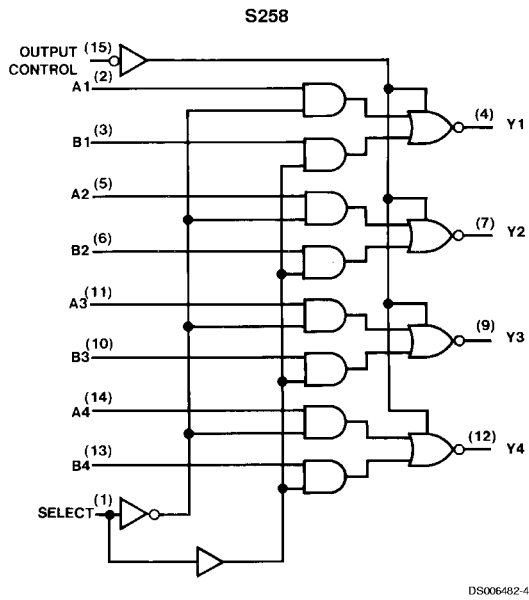 S258
OUTPUT CONTROL (15)
A1 (2)
B1 (3)
A2 (5)
B2 (6)
A3 (11)
B3 (10)
A4 (14)
B4 (13)
SELECT (1)
(4) Y1
(7) Y2
(9) Y3
(12) Y4
DS006482-4